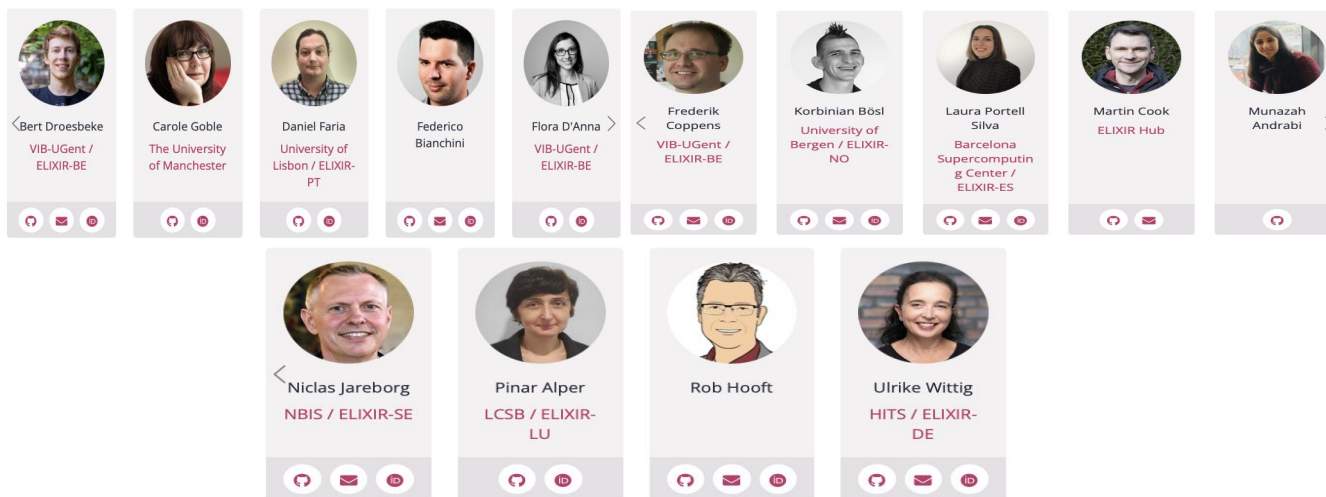 Bert Droesbeke
VIB-UGent /
ELIXIR-BE
Carole Goble
The University
of Manchester
Daniel Faria
University of
Lisbon / ELIXIR-
PT
Federico
Bianchini
Flora D'Anna
VIB-UGent /
ELIXIR-BE
Frederik
Coppens
VIB-UGent /
ELIXIR-BE
Korbinian Bösl
University of
Bergen / ELIXIR-
NO
Laura Portell
Silva
Barcelona
Supercomputin
g Center /
ELIXIR-ES
Martin Cook
ELIXIR Hub
Munazah
Andrabi
Niclas Jareborg
NBIS / ELIXIR-SE
Pinar Alper
LCSB / ELIXIR-
LU
Rob Hooft
Ulrike Wittig
HITS / ELIXIR-
DE